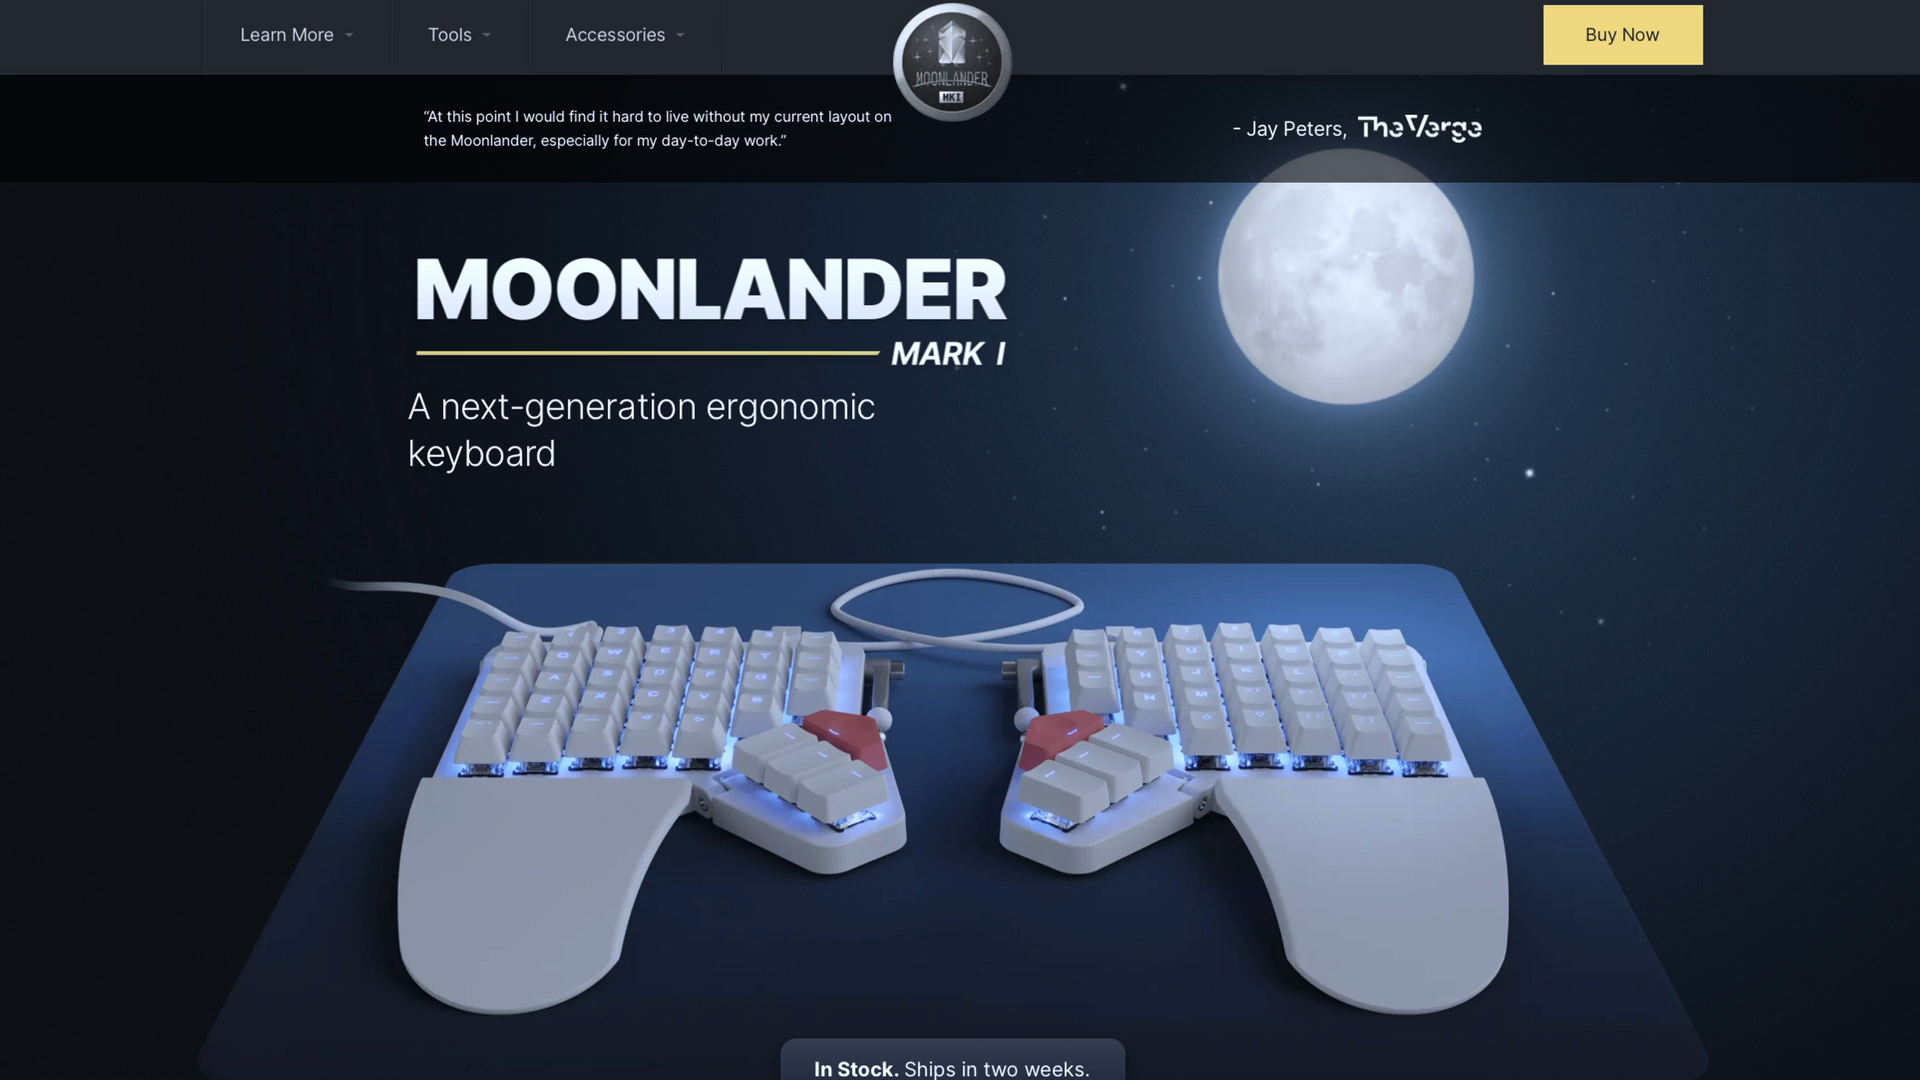 Learn More
Tools
Accessories
MOONLANDER
MKI
Buy Now
“At this point I would find it hard to live without my current layout on
the Moonlander, especially for my day-to-day work.”
- Jay Peters, TheVerge
MOONLANDER
MARK I
A next-generation ergonomic
keyboard
In Stock. Ships in two weeks.